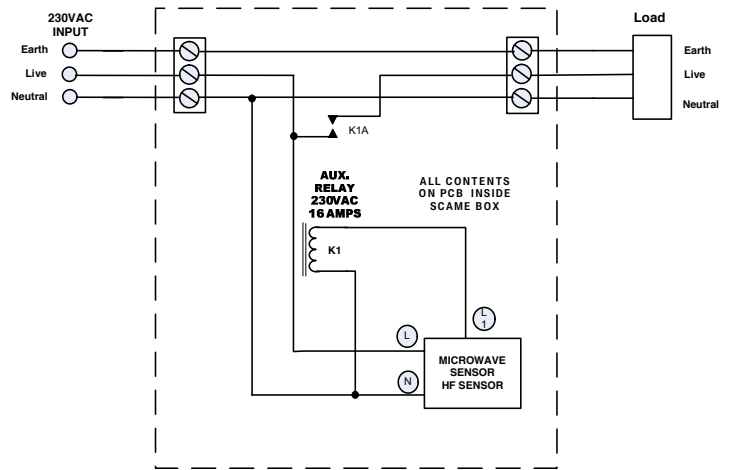 230VAC
INPUT
Earth
Live
Neutral
Load
Earth
Live
Neutral
K1A
AUX.
RELAY
230VAC
16 AMPS
ALL CONTENTS
ON PCB INSIDE
SCAME BOX
K1
L
1
L
N
MICROWAVE
SENSOR
HF SENSOR